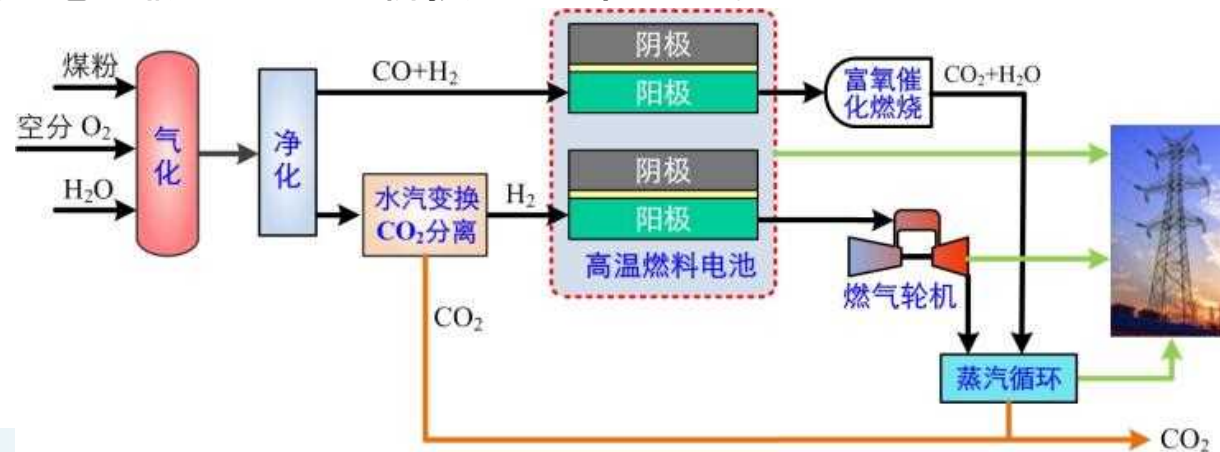 煤粉
空分 O₂
H₂O
气化
净化
CO+H₂
水汽变换
CO₂分离
H₂
阴极
阳极
阴极
阳极
高温燃料电池
富氧催
化燃烧
CO₂+H₂O
燃气轮机
蒸汽循环
CO₂
CO₂